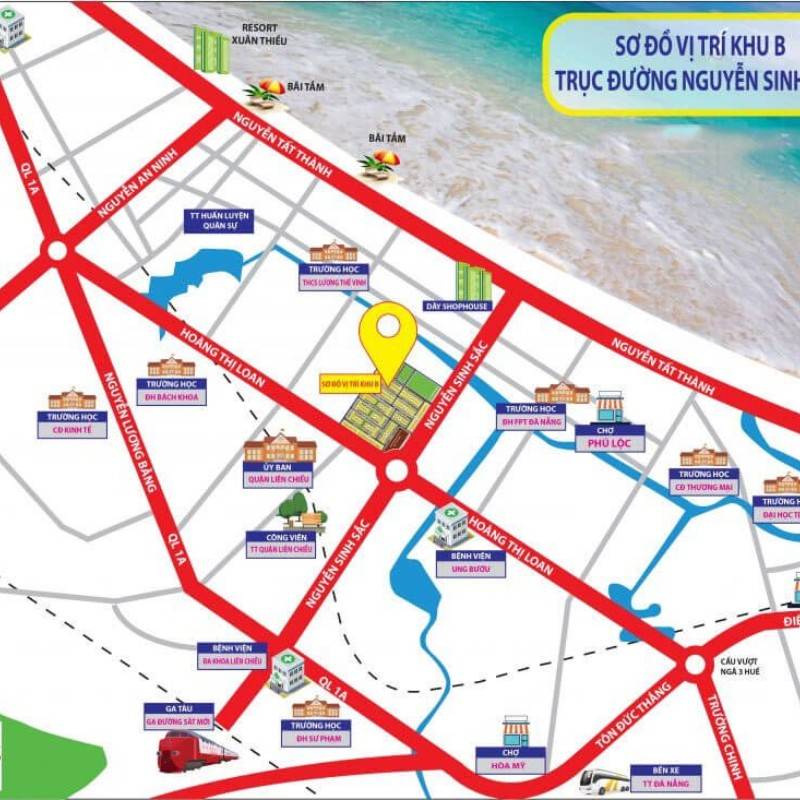 SƠ ĐỒ VỊ TRÍ KHU B
TRỤC ĐƯỜNG NGUYỄN SINH
RESORT
XUÂN THIỀU
BÃI TẮM
BÃI TẮM
NGUYỄN TẤT THÀNH
QL 1A
NGUYỄN AN NINH
TT HUẤN LUYỆN
QUÂN SỰ
TRƯỜNG HỌC
THCS LƯƠNG THẾ VINH
DÃY SHOPHOUSE
HOÀNG THỊ LOAN
NGUYỄN SINH SẮC
NGUYỄN TẤT THÀNH
TRƯỜNG HỌC
ĐH BÁCH KHOA
SƠ ĐỒ VỊ TRÍ KHU B
TRƯỜNG HỌC
CĐ KINH TẾ
NGUYỄN LƯƠNG BẰNG
TRƯỜNG HỌC
ĐH FPT ĐÀ NẴNG
CHỢ
PHÚ LỘC
ỦY BAN
QUẬN LIÊN CHIỂU
TRƯỜNG HỌC
CĐ THƯƠNG MẠI
TRƯỜNG H
ĐẠI HỌC T
CÔNG VIÊN
TT QUẬN LIÊN CHIỂU
QL 1A
NGUYỄN SINH SẮC
HOÀNG THỊ LOAN
BỆNH VIỆN
UNG BƯỚU
ĐIỆ
BỆNH VIỆN
ĐA KHOA LIÊN CHIỂU
CẦU VƯỢT
NGÃ 3 HUẾ
QL 1A
GA TÀU
GA ĐƯỜNG SẮT MỚI
TRƯỜNG HỌC
ĐH SƯ PHẠM
TÔN ĐỨC THẮNG
TRƯỜNG CHINH
CHỢ
HÒA MỸ
BẾN XE
TT ĐÀ NẴNG